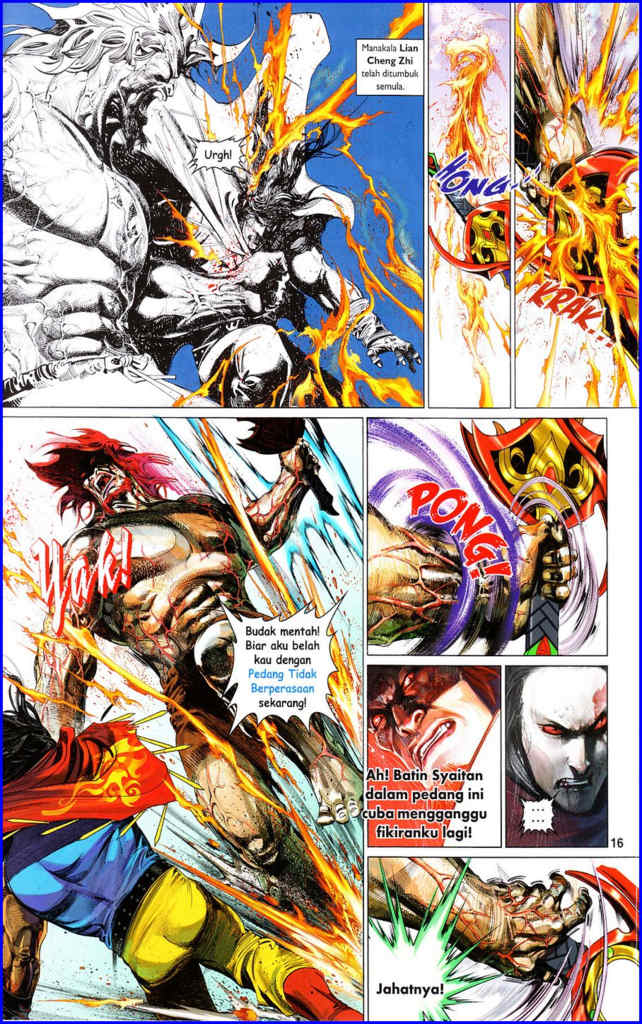 Manakala Lian
Cheng Zhi
telah ditumbuk
semula.
Urgh!
HONG!!
KRAK!!
Yak!
Budak mentah!
Biar aku belah
kau dengan
Pedang Tidak
Berperasaan
sekarang!
PONG!
Ah! Batin Syaitan
dalam pedang ini
cuba mengganggu
fikiranku lagi!
...
...
16
Jahatnya!